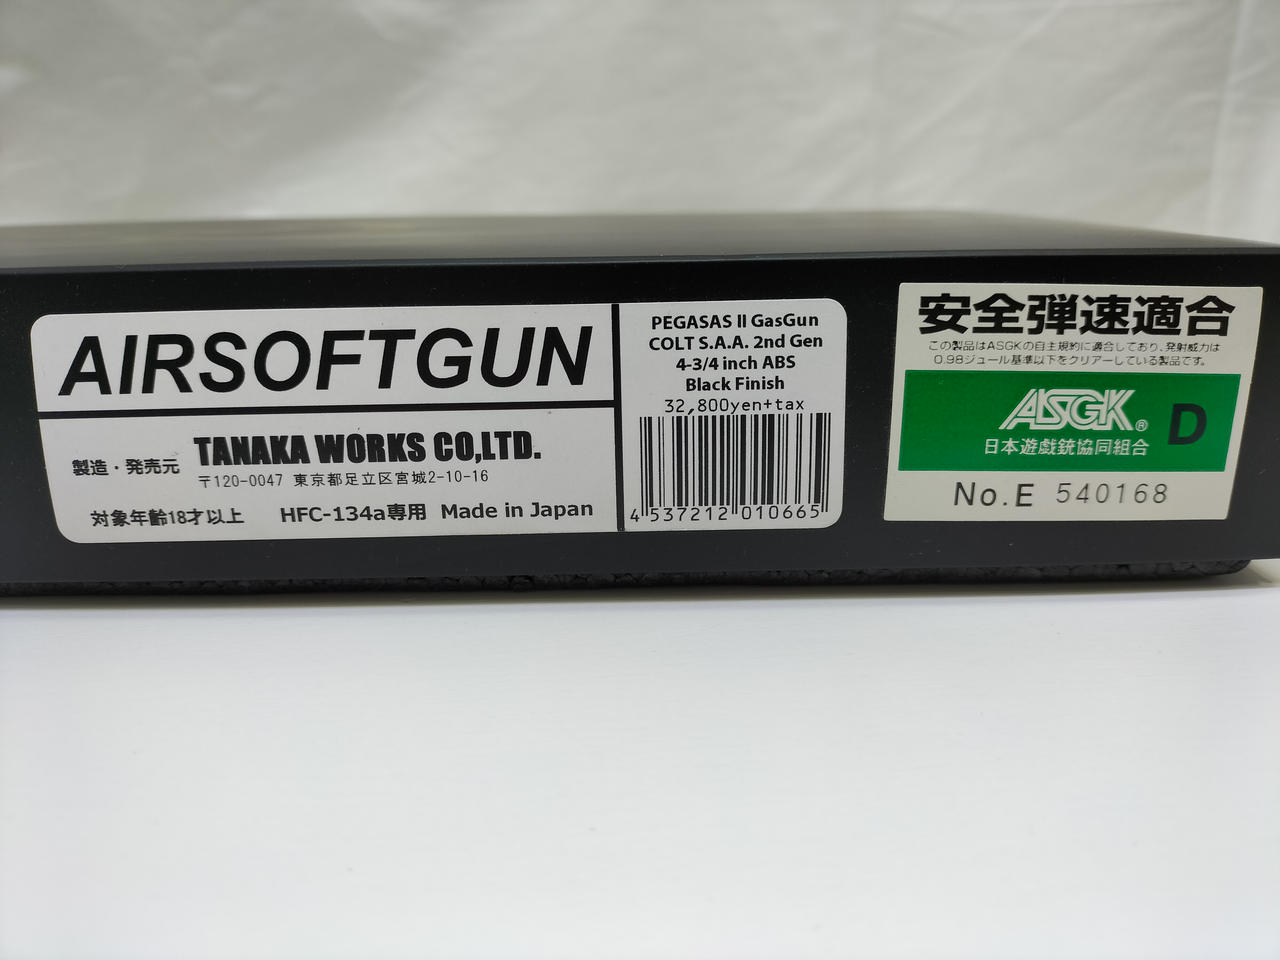 AIRSOFTGUN
製造・発売元 TANAKA WORKS CO,LTD.
〒120-0047 東京都足立区宮城2-10-16
対象年齢18才以上 HFC-134a専用 Made in Japan
PEGASAS II GasGun
COLT S.A.A. 2nd Gen
4-3/4 inch ABS
Black Finish
32,800yen+tax
4 537212 010665
安全弾速適合
この製品はASGKの自主規約に適合しており、発射威力は
0.98ジュール基準以下をクリアーしている製品です。
ASGK® D
日本遊戯銃協同組合
No.E 540168